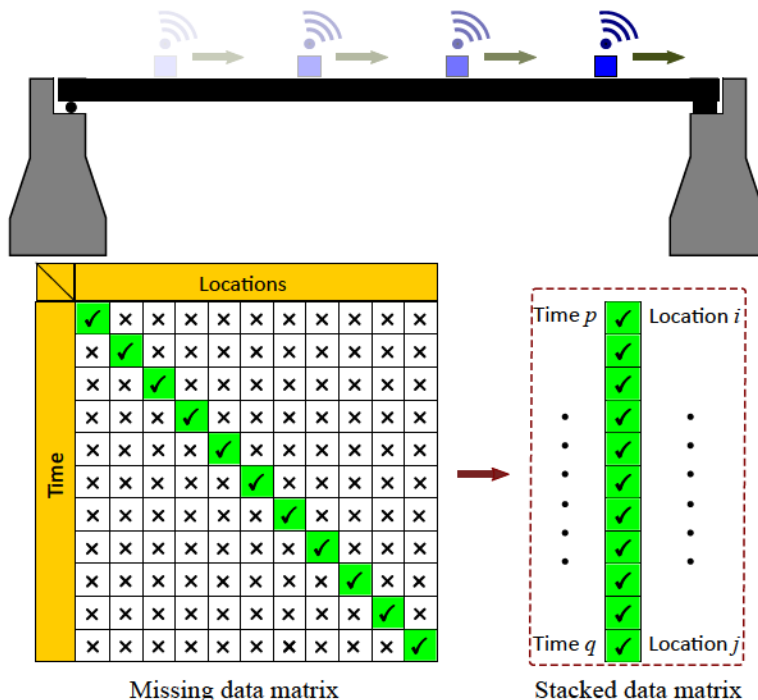 Locations
Time
Time p
Location i
Time q
Location j
Missing data matrix
Stacked data matrix